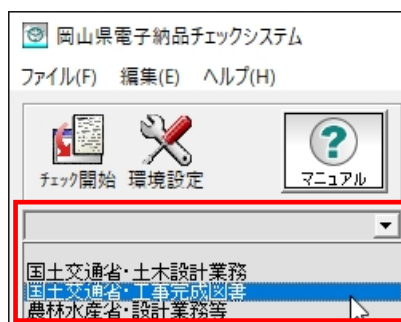 岡山県電子納品チェックシステム
ファイル(F) 編集(E) ヘルプ(H)
チェック開始 環境設定 マニュアル
国土交通省・土木設計業務
国土交通省・工事完成図書
農林水産省・設計業務等